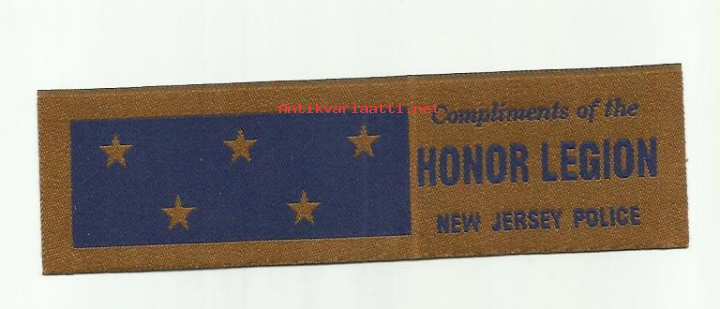 Antikvariaatti.net
Compliments of the
HONOR LEGION
NEW JERSEY POLICE